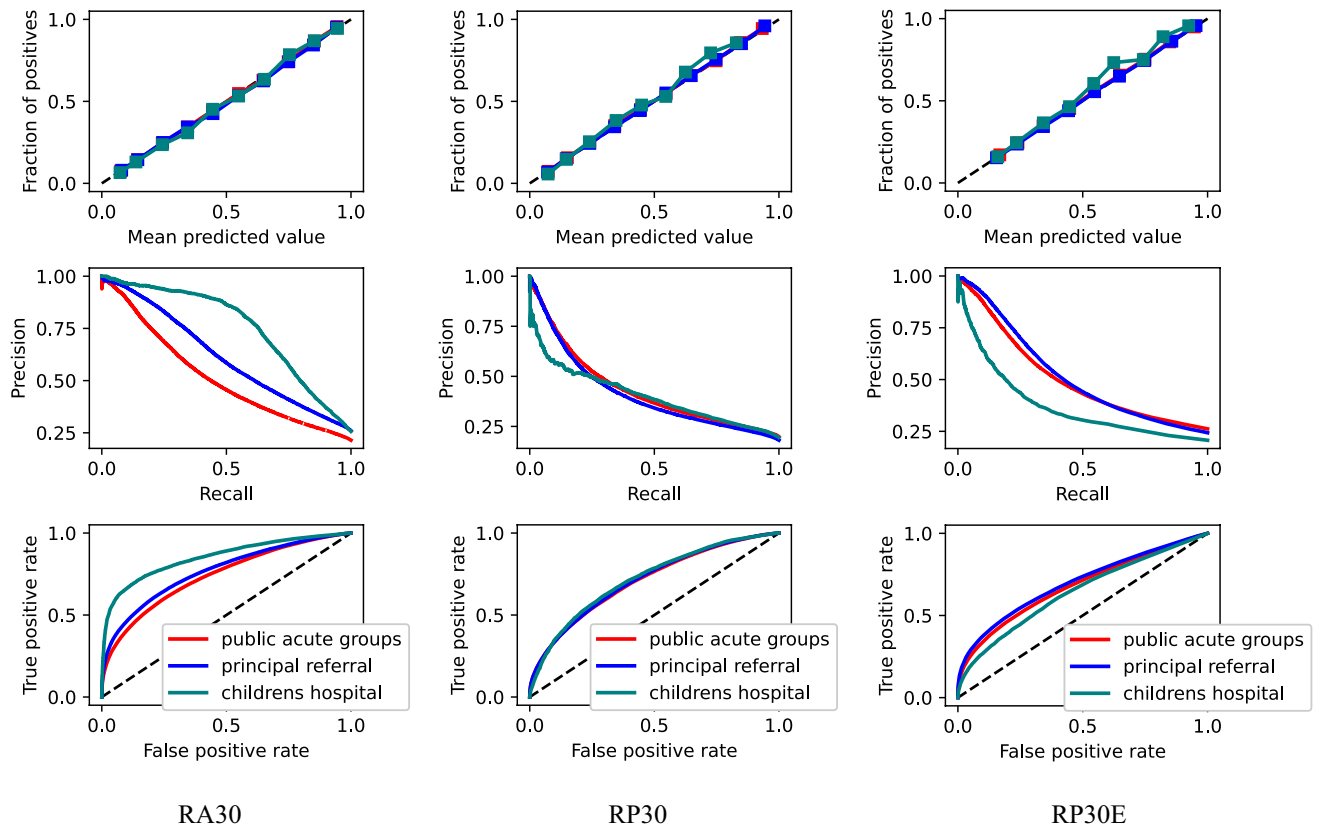 Fraction of positives
1.0
0.5
0.0
0.0 0.5 1.0
Mean predicted value
Fraction of positives
1.0
0.5
0.0
0.0 0.5 1.0
Mean predicted value
Fraction of positives
1.0
0.5
0.0
0.0 0.5 1.0
Mean predicted value
Precision
1.00
0.75
0.50
0.25
0.0 0.5 1.0
Recall
Precision
1.00
0.75
0.50
0.25
0.0 0.5 1.0
Recall
Precision
1.00
0.75
0.50
0.25
0.0 0.5 1.0
Recall
True positive rate
1.0
0.5
0.0
public acute groups
principal referral
childrens hospital
0.0 0.5 1.0
False positive rate
True positive rate
1.0
0.5
0.0
public acute groups
principal referral
childrens hospital
0.0 0.5 1.0
False positive rate
True positive rate
1.0
0.5
0.0
public acute groups
principal referral
childrens hospital
0.0 0.5 1.0
False positive rate
RA30
RP30
RP30E